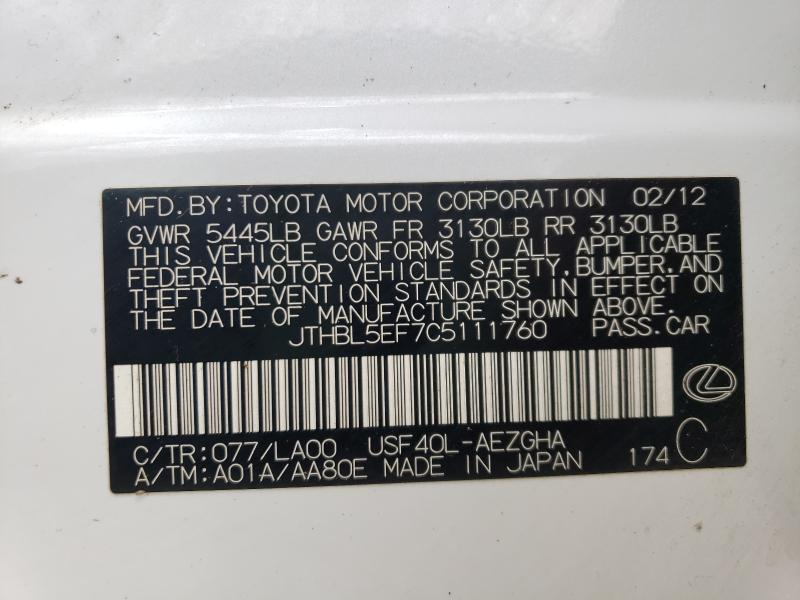 MFD.BY:TOYOTA MOTOR CORPORATION 02/12
GVWR 5445LB GAWR FR 3130LB RR 3130LB
THIS VEHICLE CONFORMS TO ALL APPLICABLE
FEDERAL MOTOR VEHICLE SAFETY,BUMPER,AND
THEFT PREVENTION STANDARDS IN EFFECT ON
THE DATE OF MANUFACTURE SHOWN ABOVE.
JTHBL5EF7C5111760 PASS.CAR
C/TR:077/LA00 USF40L-AEZGHA
A/TM:A01A/AA80E MADE IN JAPAN 174 C